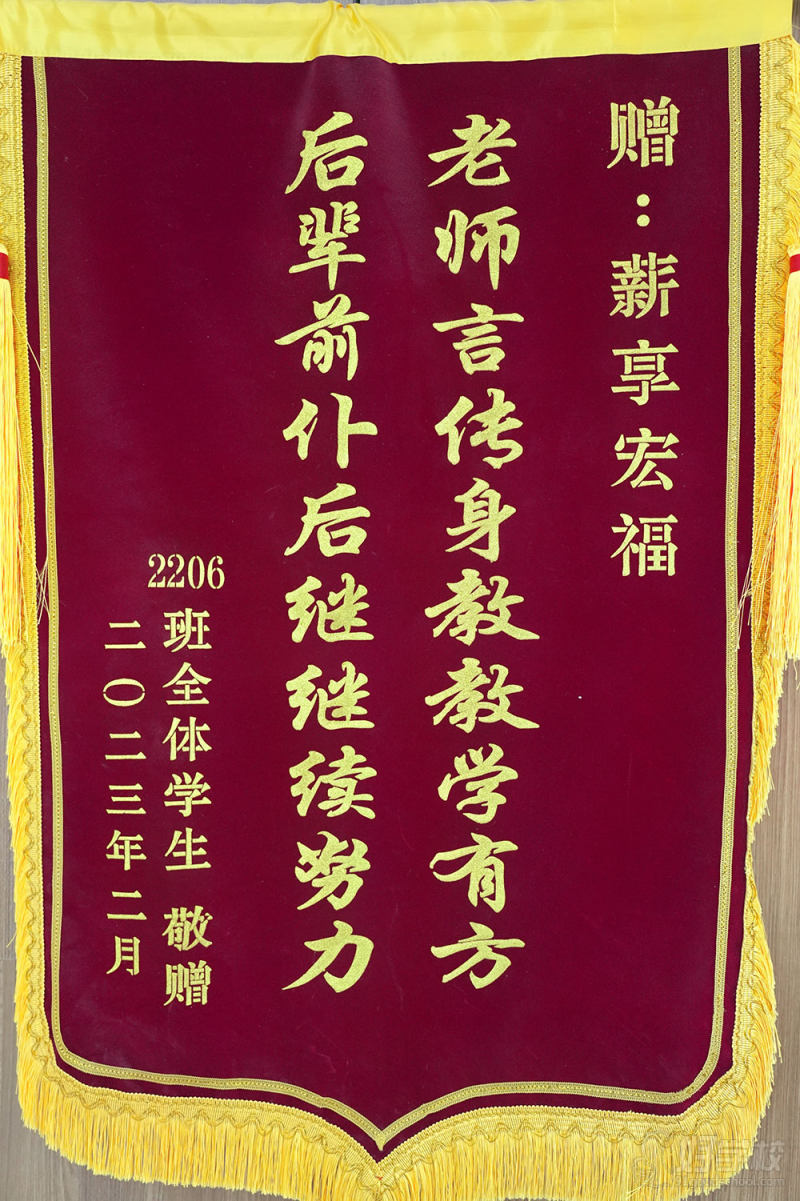 赠：薪享宏福
老师言传身教教学有方
后辈前仆后继继续努力
2206班全体学生 敬赠
二〇二三年二月